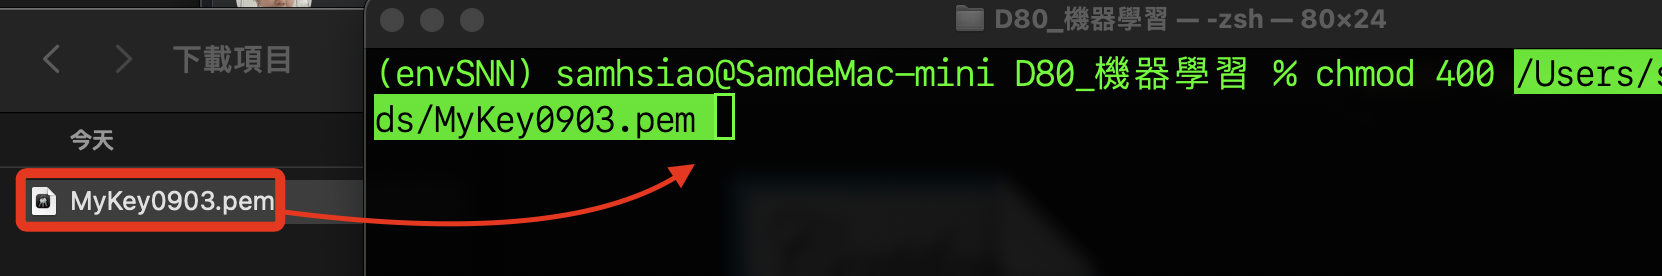 D80_機器學習 — -zsh — 80×24
下載項目
(envSNN) samhsiao@SamdeMac-mini D80_機器學習 % chmod 400 /Users/s
ds/MyKey0903.pem
今天
MyKey0903.pem